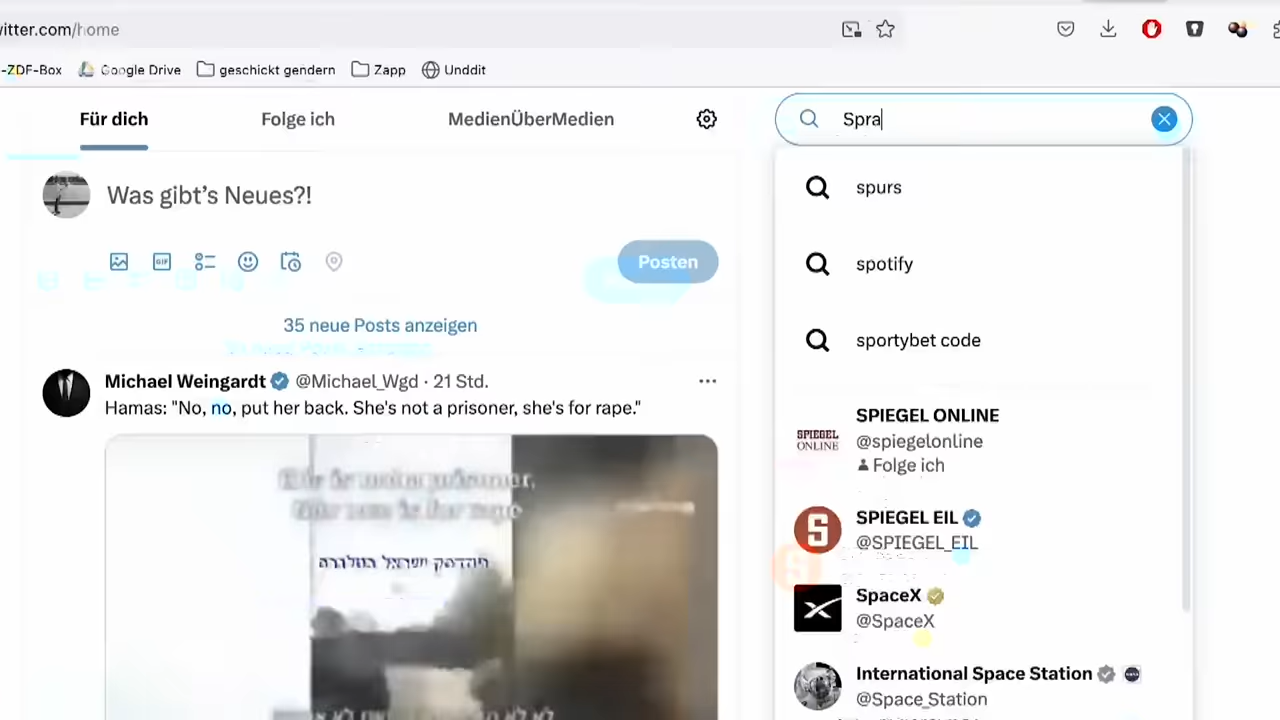 itter.com/home
-ZDF-Box
Google Drive
geschickt gendern
Zapp
Unddit
Für dich
Folge ich
MedienÜberMedien
Spra
Was gibt's Neues?!
GIF
Posten
35 neue Posts anzeigen
Michael Weingardt @Michael_Wgd · 21 Std.
Hamas: "No, no, put her back. She's not a prisoner, she's for rape."
spurs
spotify
sportybet code
SPIEGEL ONLINE
SPIEGEL ONLINE
@spiegelonline
Folge ich
S
SPIEGEL EIL
@SPIEGEL_EIL
SpaceX
@SpaceX
International Space Station
@Space_Station